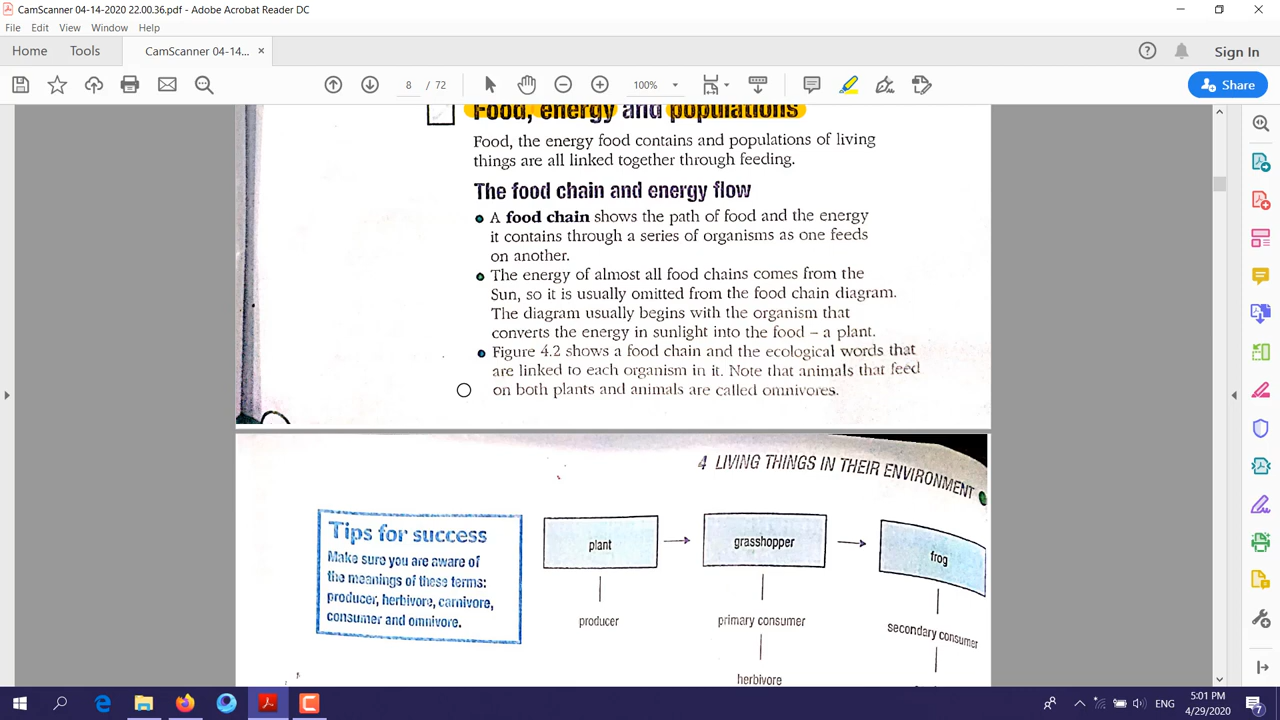 CamScanner 04-14-2020 22.00.36.pdf - Adobe Acrobat Reader DC
File Edit View Window Help
Home Tools CamScanner 04-14... × Sign In
8 / 72 100% Share
Food, energy and populations
Food, the energy food contains and populations of living
things are all linked together through feeding.
The food chain and energy flow
• A food chain shows the path of food and the energy
it contains through a series of organisms as one feeds
on another.
• The energy of almost all food chains comes from the
Sun, so it is usually omitted from the food chain diagram.
The diagram usually begins with the organism that
converts the energy in sunlight into the food – a plant.
• Figure 4.2 shows a food chain and the ecological words that
are linked to each organism in it. Note that animals that feed
on both plants and animals are called omnivores.
4 LIVING THINGS IN THEIR ENVIRONMENT
Tips for success
Make sure you are aware of
the meanings of these terms:
producer, herbivore, carnivore,
consumer and omnivore.
plant → grasshopper → frog
producer primary consumer secondary consumer
herbivore
ENG 5:01 PM
4/29/2020 7